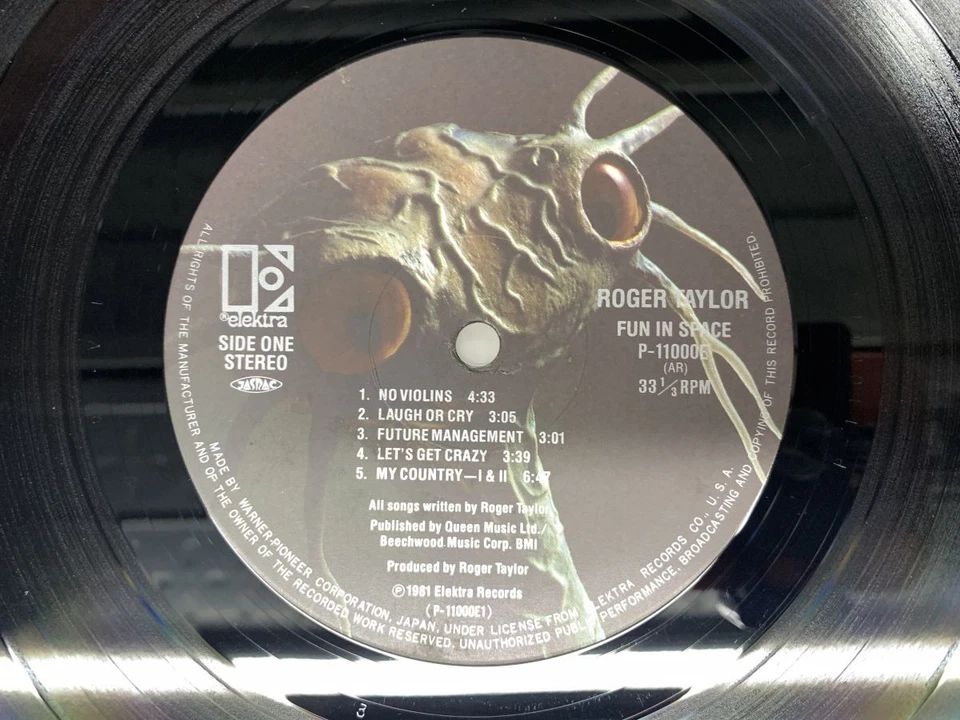 ®elektra
SIDE ONE
STEREO
JASRAC
ROGER TAYLOR
FUN IN SPACE
P-11000E
(AR)
33 1/3 RPM
1. NO VIOLINS 4:33
2. LAUGH OR CRY 3:05
3. FUTURE MANAGEMENT 3:01
4. LET'S GET CRAZY 3:39
5. MY COUNTRY—I & II 6:47
All songs written by Roger Taylor
Published by Queen Music Ltd./
Beechwood Music Corp. BMI
Produced by Roger Taylor
Ⓟ1981 Elektra Records
(P-11000E1)
MADE BY WARNER-PIONEER CORPORATION, JAPAN, UNDER LICENSE FROM ELEKTRA RECORDS CO., U. S. A.
ALL RIGHTS OF THE MANUFACTURER AND OF THE OWNER OF THE RECORDED WORK RESERVED. UNAUTHORIZED PUBLIC PERFORMANCE, BROADCASTING AND COPYING OF THIS RECORD PROHIBITED.
3